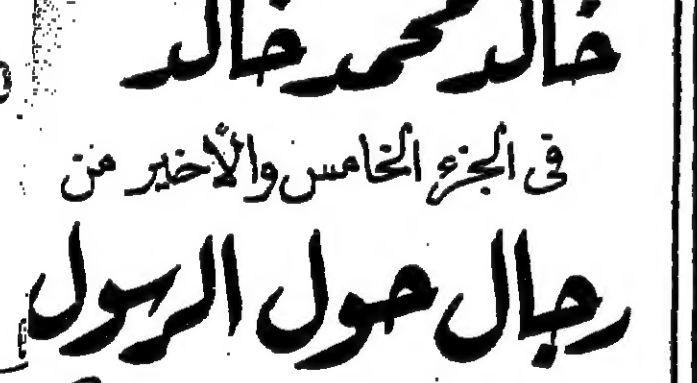 خالد محمد خالد
فى الجزء الخامس والأخير من
رجال حول الرسول